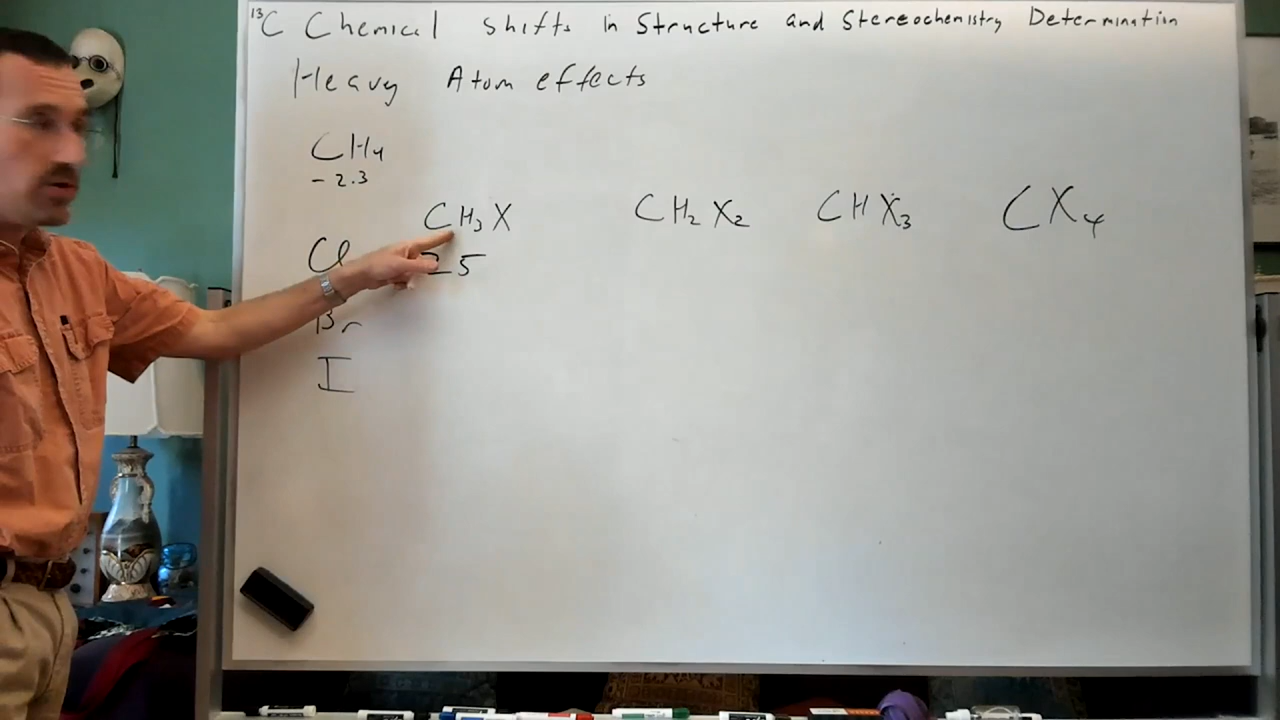 ¹³C Chemical Shifts in Structure and Stereochemistry Determination
Heavy Atom effects
CH₄
-2.3
CH₃X CH₂X₂ CHX₃ CX₄
Cl 25
Br
I